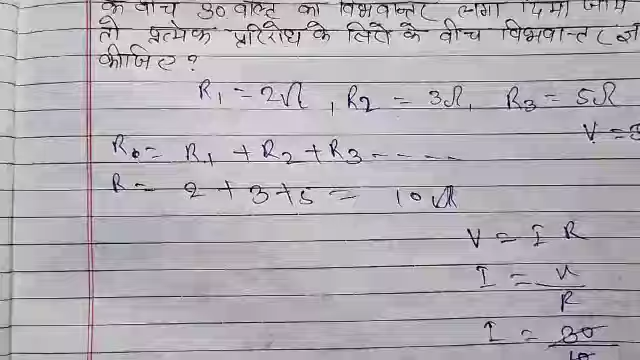 के बीच 30 वोल्ट का विभवान्तर लगा दिया जाये
तो प्रत्येक प्रतिरोध के सिरों के बीच विभवान्तर
कीजिए?
R1 = 2Ω, R2 = 3Ω, R3 = 5Ω
V =
R0 = R1 + R2 + R3 -----
R = 2 + 3 + 5 = 10Ω
V = I R
I = V
R
I = 30
10